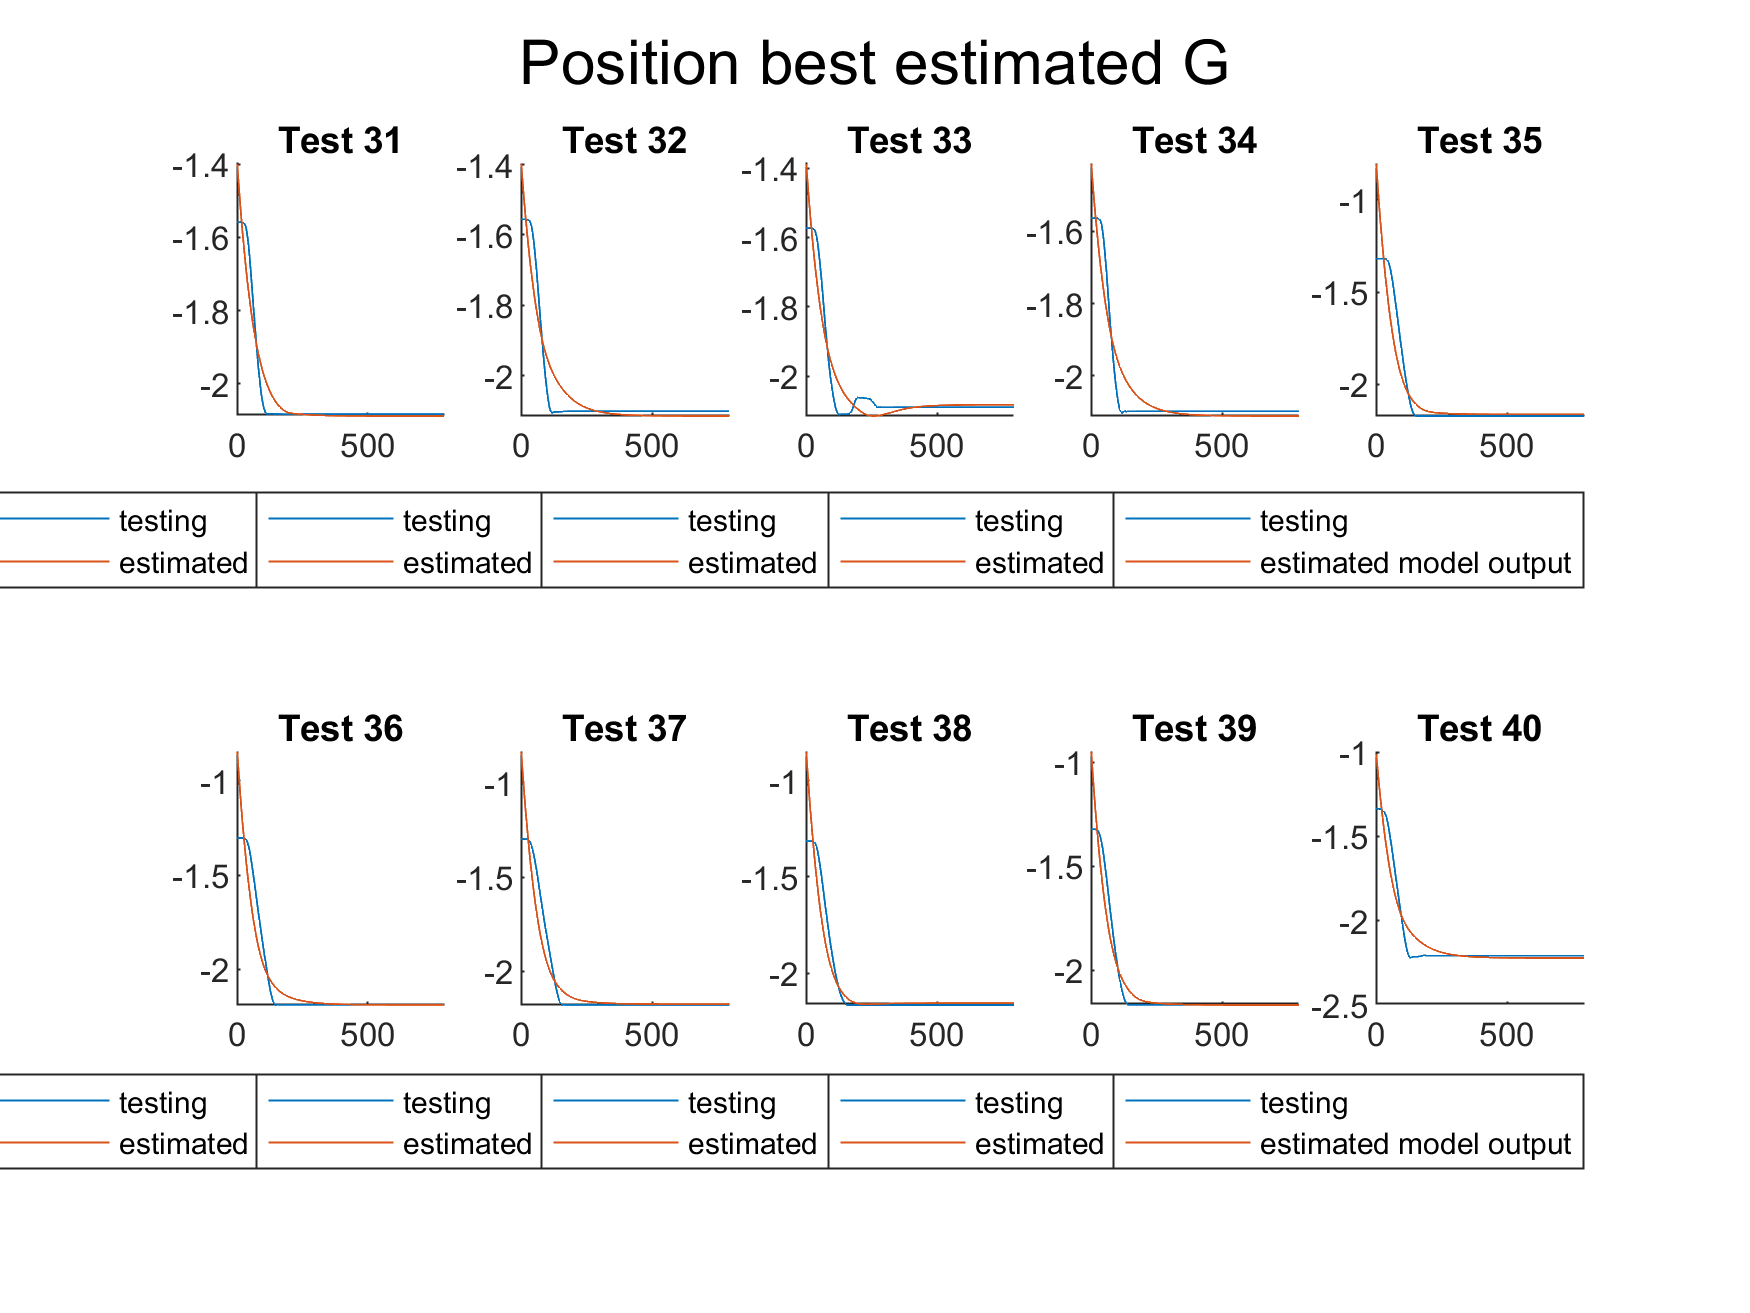 Position best estimated G
Test 31 Test 32 Test 33 Test 34 Test 35
-1.4 -1.4 -1.4 -1.6 -1
-1.6 -1.6 -1.6 -1.8 -1.5
-1.8 -1.8 -1.8 -2 -2
-2 -2 -2
0 500 0 500 0 500 0 500 0 500
testing testing testing testing testing
estimated estimated estimated estimated estimated model output
Test 36 Test 37 Test 38 Test 39 Test 40
-1 -1 -1 -1 -1
-1.5 -1.5 -1.5 -1.5 -1.5
-2 -2 -2 -2 -2
-2.5
0 500 0 500 0 500 0 500 0 500
testing testing testing testing testing
estimated estimated estimated estimated estimated model output